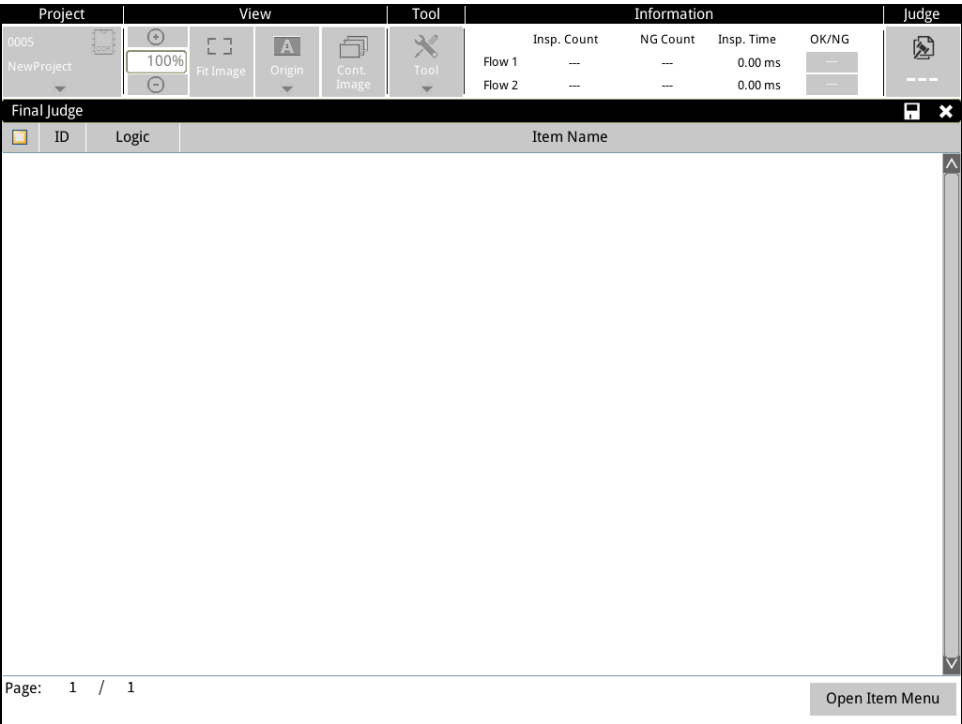 Project View Tool Information Judge
0005
NewProject
100%
Fit Image
A
Origin
Cont.
Image
Tool
Insp. Count NG Count Insp. Time OK/NG
Flow 1 --- --- 0.00 ms ---
Flow 2 --- --- 0.00 ms ---
---
Final Judge
ID Logic Item Name
Page: 1 / 1
Open Item Menu